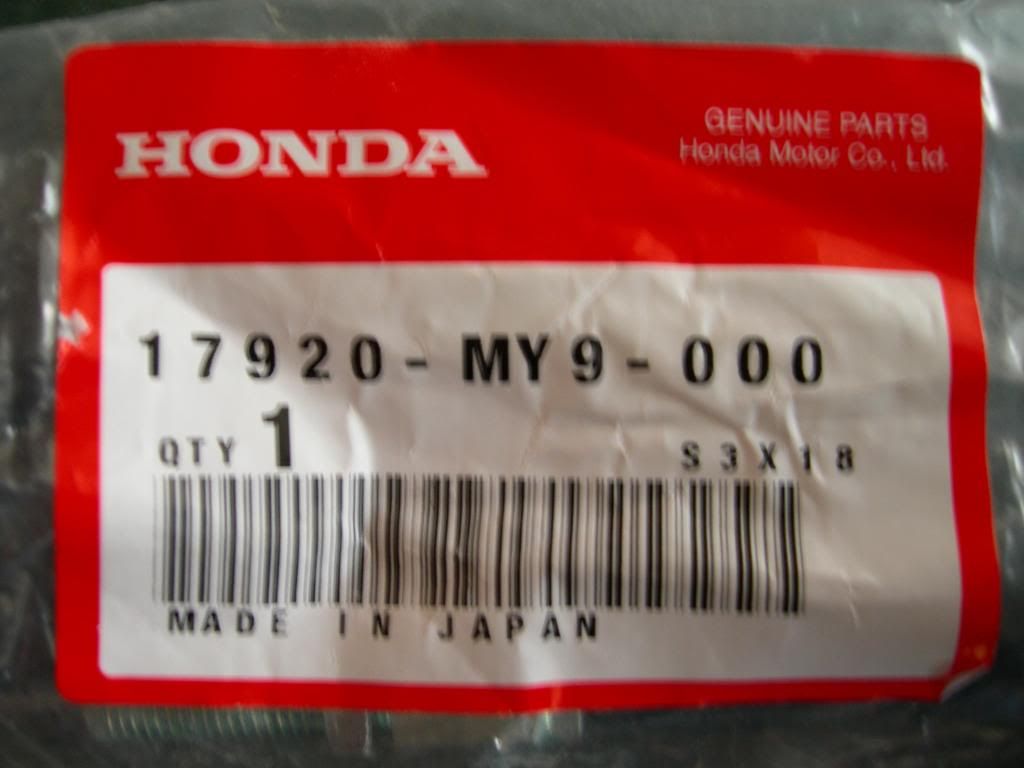 HONDA
GENUINE PARTS
Honda Motor Co., Ltd.
17920-MY9-000
QTY 1
S3X18
MADE IN JAPAN